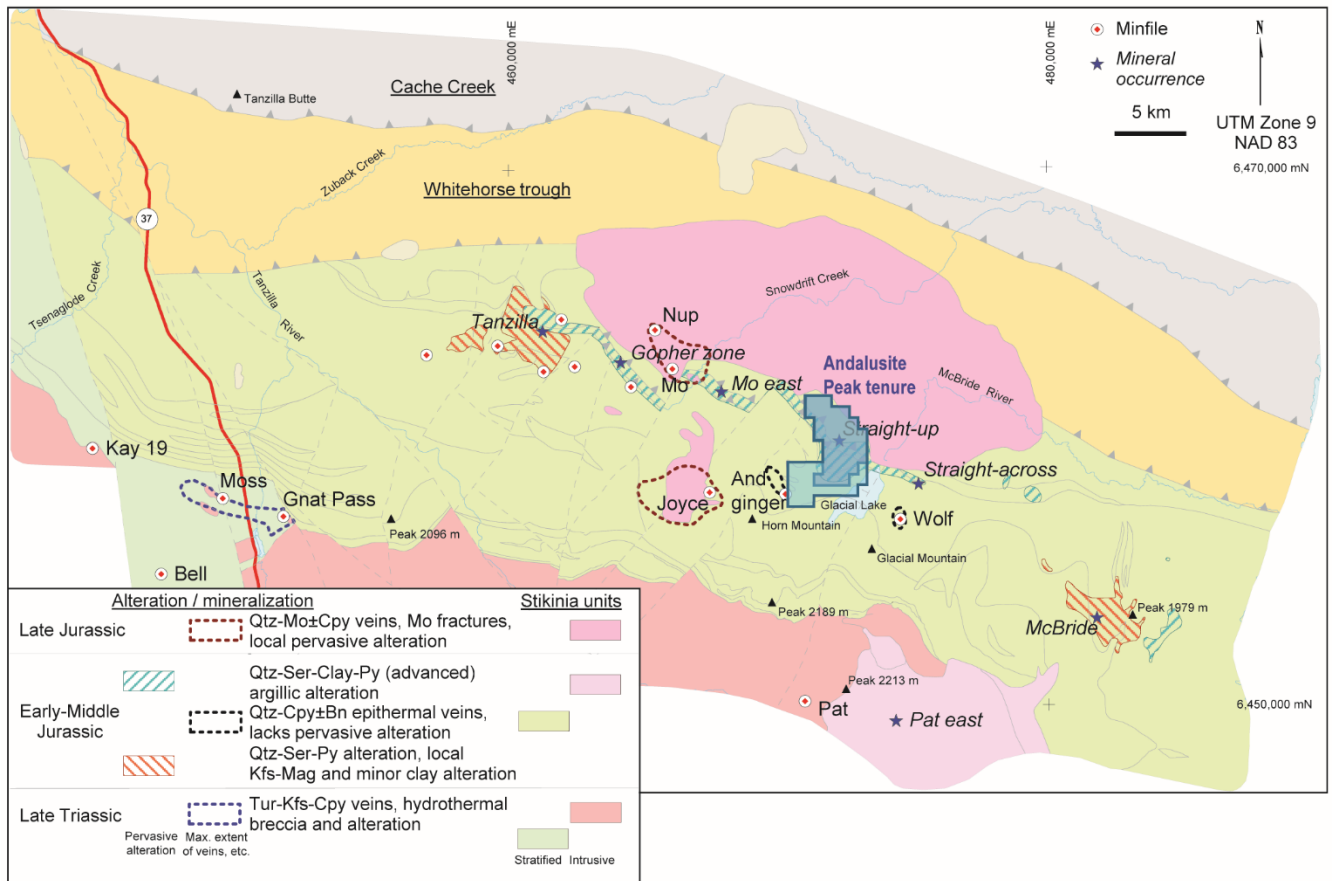 460,000 mE
480,000 mE
Minfile
Mineral
occurrence
5 km
N
UTM Zone 9
NAD 83
6,470,000 mN
Cache Creek
Tanzilla Butte
Zuback Creek
Whitehorse trough
37
Tsenaglode Creek
Tanzilla
River
Snowdrift Creek
Nup
Tanzilla
Gopher zone
Mo
Mo east
Andalusite
Peak tenure
McBride River
Straight-up
Straight-across
Kay 19
Moss
Gnat Pass
Joyce
And
ginger
Glacial Lake
Wolf
Peak 2096 m
Horn Mountain
Glacial Mountain
Bell
Peak 2189 m
McBride
Peak 1979 m
Peak 2213 m
Pat
Pat east
6,450,000 mN
Alteration / mineralization
Stikinia units
Late Jurassic
Qtz-Mo±Cpy veins, Mo fractures,
local pervasive alteration
Qtz-Ser-Clay-Py (advanced)
argillic alteration
Early-Middle
Jurassic
Qtz-Cpy±Bn epithermal veins,
lacks pervasive alteration
Qtz-Ser-Py alteration, local
Kfs-Mag and minor clay alteration
Late Triassic
Tur-Kfs-Cpy veins, hydrothermal
breccia and alteration
Pervasive
alteration
Max. extent
of veins, etc.
Stratified Intrusive